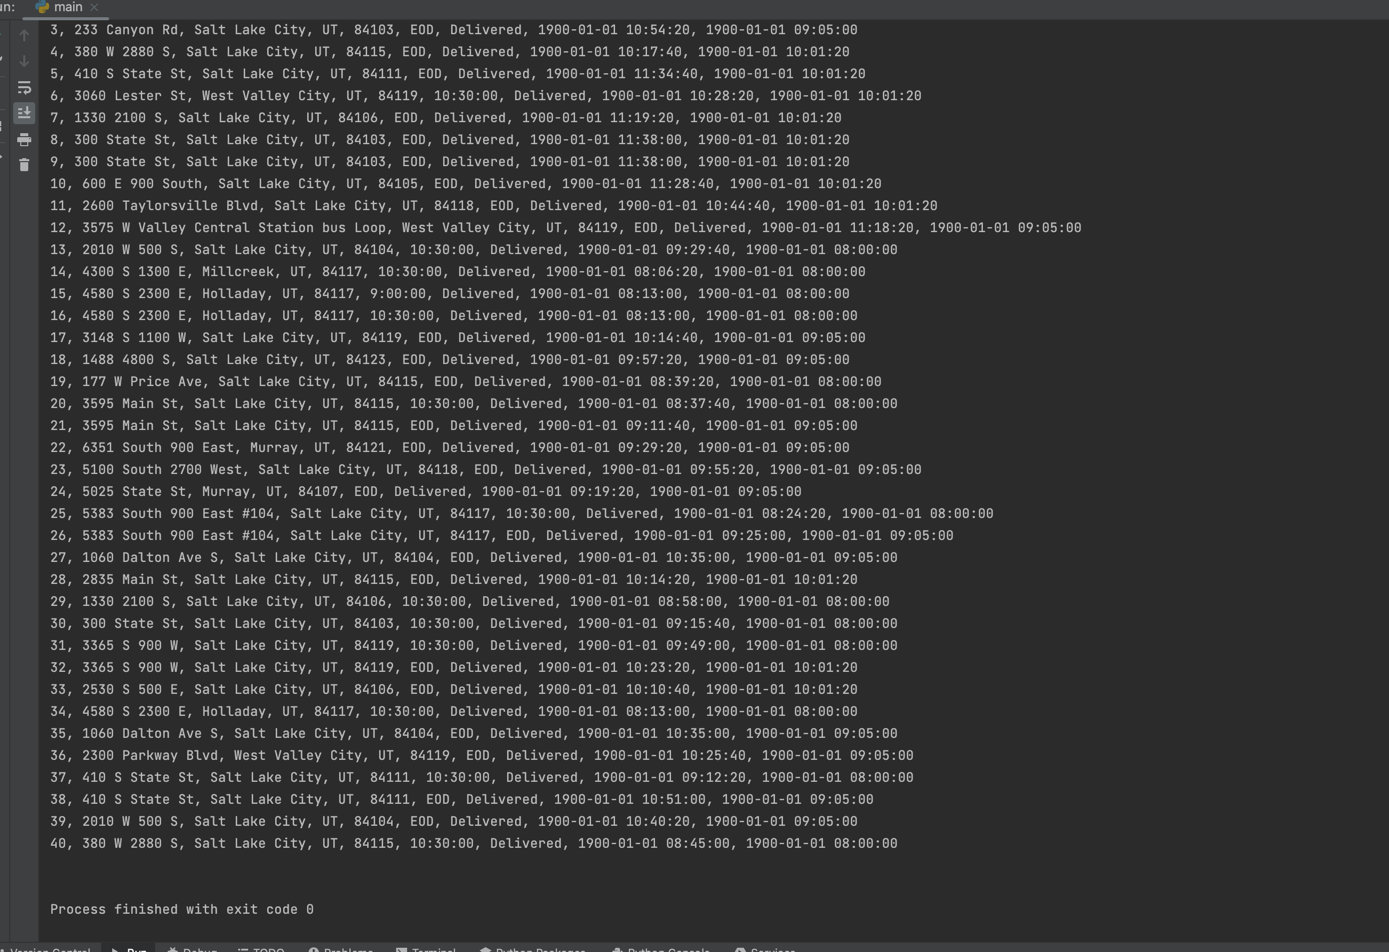 main
3, 233 Canyon Rd, Salt Lake City, UT, 84103, EOD, Delivered, 1900-01-01 10:54:20, 1900-01-01 09:05:00
4, 380 W 2880 S, Salt Lake City, UT, 84115, EOD, Delivered, 1900-01-01 10:17:40, 1900-01-01 10:01:20
5, 410 S State St, Salt Lake City, UT, 84111, EOD, Delivered, 1900-01-01 11:34:40, 1900-01-01 10:01:20
6, 3060 Lester St, West Valley City, UT, 84119, 10:30:00, Delivered, 1900-01-01 10:28:20, 1900-01-01 10:01:20
7, 1330 2100 S, Salt Lake City, UT, 84106, EOD, Delivered, 1900-01-01 11:19:20, 1900-01-01 10:01:20
8, 300 State St, Salt Lake City, UT, 84103, EOD, Delivered, 1900-01-01 11:38:00, 1900-01-01 10:01:20
9, 300 State St, Salt Lake City, UT, 84103, EOD, Delivered, 1900-01-01 11:38:00, 1900-01-01 10:01:20
10, 600 E 900 South, Salt Lake City, UT, 84105, EOD, Delivered, 1900-01-01 11:28:40, 1900-01-01 10:01:20
11, 2600 Taylorsville Blvd, Salt Lake City, UT, 84118, EOD, Delivered, 1900-01-01 10:44:40, 1900-01-01 10:01:20
12, 3575 W Valley Central Station bus Loop, West Valley City, UT, 84119, EOD, Delivered, 1900-01-01 11:18:20, 1900-01-01 09:05:00
13, 2010 W 500 S, Salt Lake City, UT, 84104, 10:30:00, Delivered, 1900-01-01 09:29:40, 1900-01-01 08:00:00
14, 4300 S 1300 E, Millcreek, UT, 84117, 10:30:00, Delivered, 1900-01-01 08:06:20, 1900-01-01 08:00:00
15, 4580 S 2300 E, Holladay, UT, 84117, 9:00:00, Delivered, 1900-01-01 08:13:00, 1900-01-01 08:00:00
16, 4580 S 2300 E, Holladay, UT, 84117, 10:30:00, Delivered, 1900-01-01 08:13:00, 1900-01-01 08:00:00
17, 3148 S 1100 W, Salt Lake City, UT, 84119, EOD, Delivered, 1900-01-01 10:14:40, 1900-01-01 09:05:00
18, 1488 4800 S, Salt Lake City, UT, 84123, EOD, Delivered, 1900-01-01 09:57:20, 1900-01-01 09:05:00
19, 177 W Price Ave, Salt Lake City, UT, 84115, EOD, Delivered, 1900-01-01 08:39:20, 1900-01-01 08:00:00
20, 3595 Main St, Salt Lake City, UT, 84115, 10:30:00, Delivered, 1900-01-01 08:37:40, 1900-01-01 08:00:00
21, 3595 Main St, Salt Lake City, UT, 84115, EOD, Delivered, 1900-01-01 09:11:40, 1900-01-01 09:05:00
22, 6351 South 900 East, Murray, UT, 84121, EOD, Delivered, 1900-01-01 09:29:20, 1900-01-01 09:05:00
23, 5100 South 2700 West, Salt Lake City, UT, 84118, EOD, Delivered, 1900-01-01 09:55:20, 1900-01-01 09:05:00
24, 5025 State St, Murray, UT, 84107, EOD, Delivered, 1900-01-01 09:19:20, 1900-01-01 09:05:00
25, 5383 South 900 East #104, Salt Lake City, UT, 84117, 10:30:00, Delivered, 1900-01-01 08:24:20, 1900-01-01 08:00:00
26, 5383 South 900 East #104, Salt Lake City, UT, 84117, EOD, Delivered, 1900-01-01 09:25:00, 1900-01-01 09:05:00
27, 1060 Dalton Ave S, Salt Lake City, UT, 84104, EOD, Delivered, 1900-01-01 10:35:00, 1900-01-01 09:05:00
28, 2835 Main St, Salt Lake City, UT, 84115, EOD, Delivered, 1900-01-01 10:14:20, 1900-01-01 10:01:20
29, 1330 2100 S, Salt Lake City, UT, 84106, 10:30:00, Delivered, 1900-01-01 08:58:00, 1900-01-01 08:00:00
30, 300 State St, Salt Lake City, UT, 84103, 10:30:00, Delivered, 1900-01-01 09:15:40, 1900-01-01 08:00:00
31, 3365 S 900 W, Salt Lake City, UT, 84119, 10:30:00, Delivered, 1900-01-01 09:49:00, 1900-01-01 08:00:00
32, 3365 S 900 W, Salt Lake City, UT, 84119, EOD, Delivered, 1900-01-01 10:23:20, 1900-01-01 10:01:20
33, 2530 S 500 E, Salt Lake City, UT, 84106, EOD, Delivered, 1900-01-01 10:10:40, 1900-01-01 10:01:20
34, 4580 S 2300 E, Holladay, UT, 84117, 10:30:00, Delivered, 1900-01-01 08:13:00, 1900-01-01 08:00:00
35, 1060 Dalton Ave S, Salt Lake City, UT, 84104, EOD, Delivered, 1900-01-01 10:35:00, 1900-01-01 09:05:00
36, 2300 Parkway Blvd, West Valley City, UT, 84119, EOD, Delivered, 1900-01-01 10:25:40, 1900-01-01 09:05:00
37, 410 S State St, Salt Lake City, UT, 84111, 10:30:00, Delivered, 1900-01-01 09:12:20, 1900-01-01 08:00:00
38, 410 S State St, Salt Lake City, UT, 84111, EOD, Delivered, 1900-01-01 10:51:00, 1900-01-01 09:05:00
39, 2010 W 500 S, Salt Lake City, UT, 84104, EOD, Delivered, 1900-01-01 10:40:20, 1900-01-01 09:05:00
40, 380 W 2880 S, Salt Lake City, UT, 84115, 10:30:00, Delivered, 1900-01-01 08:45:00, 1900-01-01 08:00:00
Process finished with exit code 0
Version Control Run Debug TODO Problems Terminal Python Packages Python Console Services